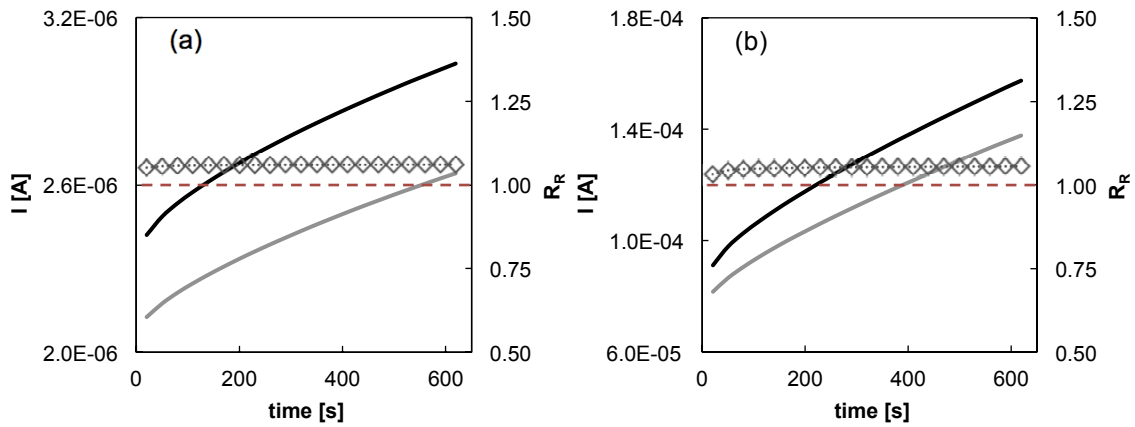 (a)
3.2E-06
2.6E-06
2.0E-06
I [A]
1.50
1.25
1.00
0.75
0.50
R_R
0 200 400 600
time [s]
(b)
1.8E-04
1.4E-04
1.0E-04
6.0E-05
I [A]
1.50
1.25
1.00
0.75
0.50
R_R
0 200 400 600
time [s]